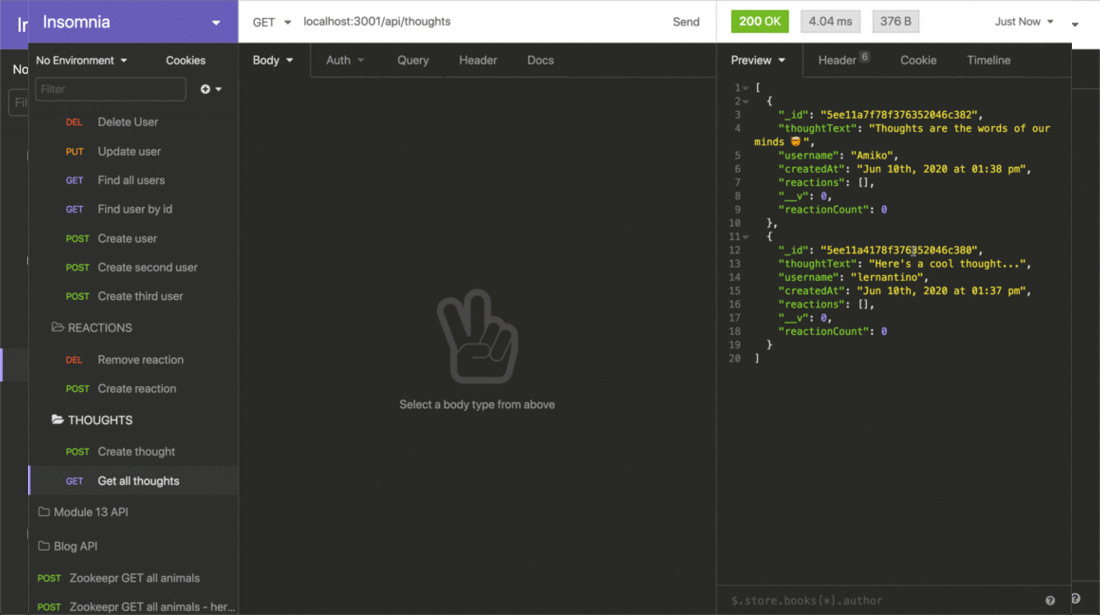 In
Insomnia
GET
localhost:3001/api/thoughts
Send
200 OK
4.04 ms
376 B
Just Now
No
No Environment
Cookies
Body
Auth
Query
Header
Docs
Preview
Header 6
Cookie
Timeline
Fil
Filter
DEL Delete User
PUT Update user
GET Find all users
GET Find user by id
POST Create user
POST Create second user
POST Create third user
REACTIONS
DEL Remove reaction
POST Create reaction
THOUGHTS
POST Create thought
GET Get all thoughts
Module 13 API
Blog API
POST Zookeepr GET all animals
POST Zookeepr GET all animals - her...
Select a body type from above
1 [
2 {
3 "_id": "5ee11a7f78f376352046c382",
4 "thoughtText": "Thoughts are the words of our
minds 🤯",
5 "username": "Amiko",
6 "createdAt": "Jun 10th, 2020 at 01:38 pm",
7 "reactions": [],
8 "__v": 0,
9 "reactionCount": 0
10 },
11 {
12 "_id": "5ee11a4178f376352046c380",
13 "thoughtText": "Here's a cool thought...",
14 "username": "lernantino",
15 "createdAt": "Jun 10th, 2020 at 01:37 pm",
16 "reactions": [],
17 "__v": 0,
18 "reactionCount": 0
19 }
20 ]
$.store.books[*].author